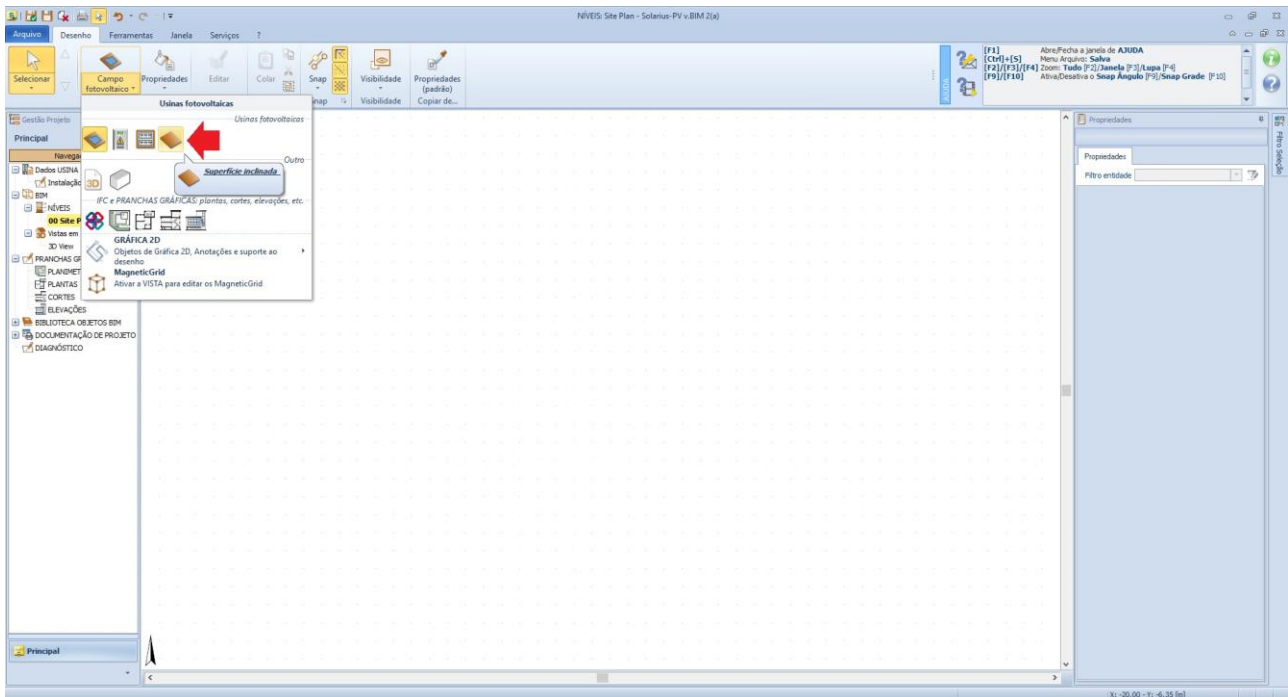 NÍVEIS: Site Plan - Solarius-PV v.BIM 2(a)
Arquivo Desenho Ferramentas Janela Serviços ?
Selecionar
Campo fotovoltaico
Propriedades
Editar
Colar
Snap
Visibilidade
Propriedades (padrão)
Visibilidade
Copiar de...
AJUDA
[F1] Abre/Fecha a janela de AJUDA
[Ctrl]+[S] Menu Arquivo: Salva
[F2]/[F3]/[F4] Zoom: Tudo [F2]/Janela [F3]/Lupa [F4]
[F9]/[F10] Ativa/Desativa o Snap Ângulo [F9]/Snap Grade [F10]
Usinas fotovoltaicas
Usinas fotovoltaicas
Superfície inclinada
Outro
3D
IFC e PRANCHAS GRÁFICAS: plantas, cortes, elevações, etc.
GRÁFICA 2D
Objetos de Gráfica 2D, Anotações e suporte ao
desenho
MagneticGrid
Ativar a VISTA para editar os MagneticGrid
Gestão Projeto
Principal
Dados USINA
Instalação
BIM
NÍVEIS
00 Site P
Vistas em
3D View
PRANCHAS GR
PLANIMET
PLANTAS
CORTES
ELEVAÇÕES
BIBLIOTECA OBJETOS BIM
DOCUMENTAÇÃO DE PROJETO
DIAGNÓSTICO
Principal
Propriedades
Propriedades
Filtro entidade
Filtro Seleção
X: -20.00 - Y: -6.35 [m]